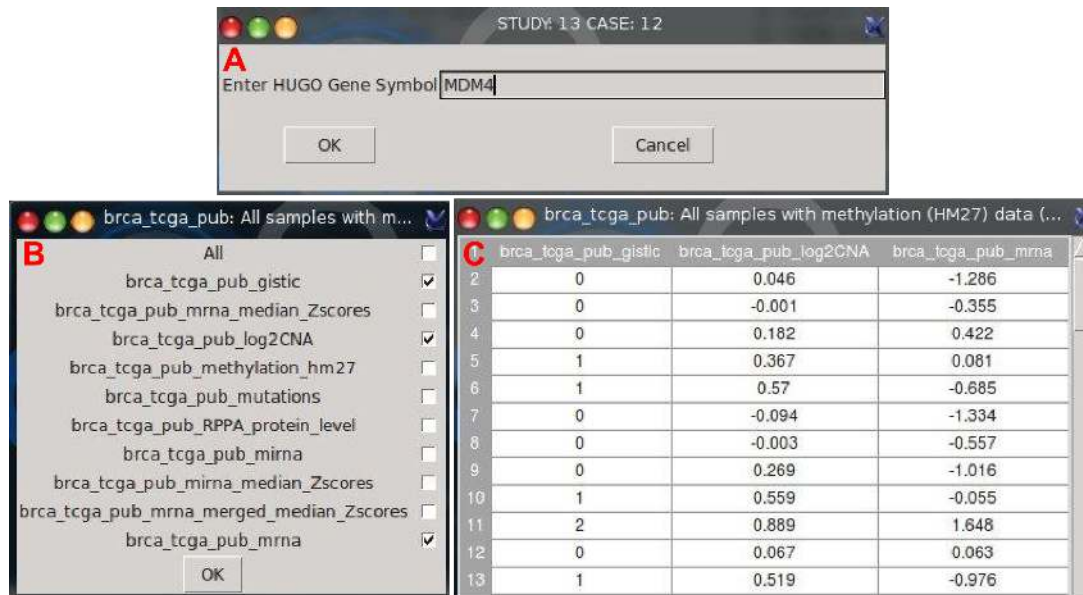 STUDY: 13 CASE: 12
A
Enter HUGO Gene Symbol MDM4
OK Cancel
brca_tcga_pub: All samples with m...
B
All
brca_tcga_pub_gistic
brca_tcga_pub_mrna_median_Zscores
brca_tcga_pub_log2CNA
brca_tcga_pub_methylation_hm27
brca_tcga_pub_mutations
brca_tcga_pub_RPPA_protein_level
brca_tcga_pub_mirna
brca_tcga_pub_mirna_median_Zscores
brca_tcga_pub_mrna_merged_median_Zscores
brca_tcga_pub_mrna
OK
brca_tcga_pub: All samples with methylation (HM27) data (...
C
1 brca_tcga_pub_gistic brca_tcga_pub_log2CNA brca_tcga_pub_mrna
2 0 0.046 -1.286
3 0 -0.001 -0.355
4 0 0.182 0.422
5 1 0.367 0.081
6 1 0.57 -0.685
7 0 -0.094 -1.334
8 0 -0.003 -0.557
9 0 0.269 -1.016
10 1 0.559 -0.055
11 2 0.889 1.648
12 0 0.067 0.063
13 1 0.519 -0.976